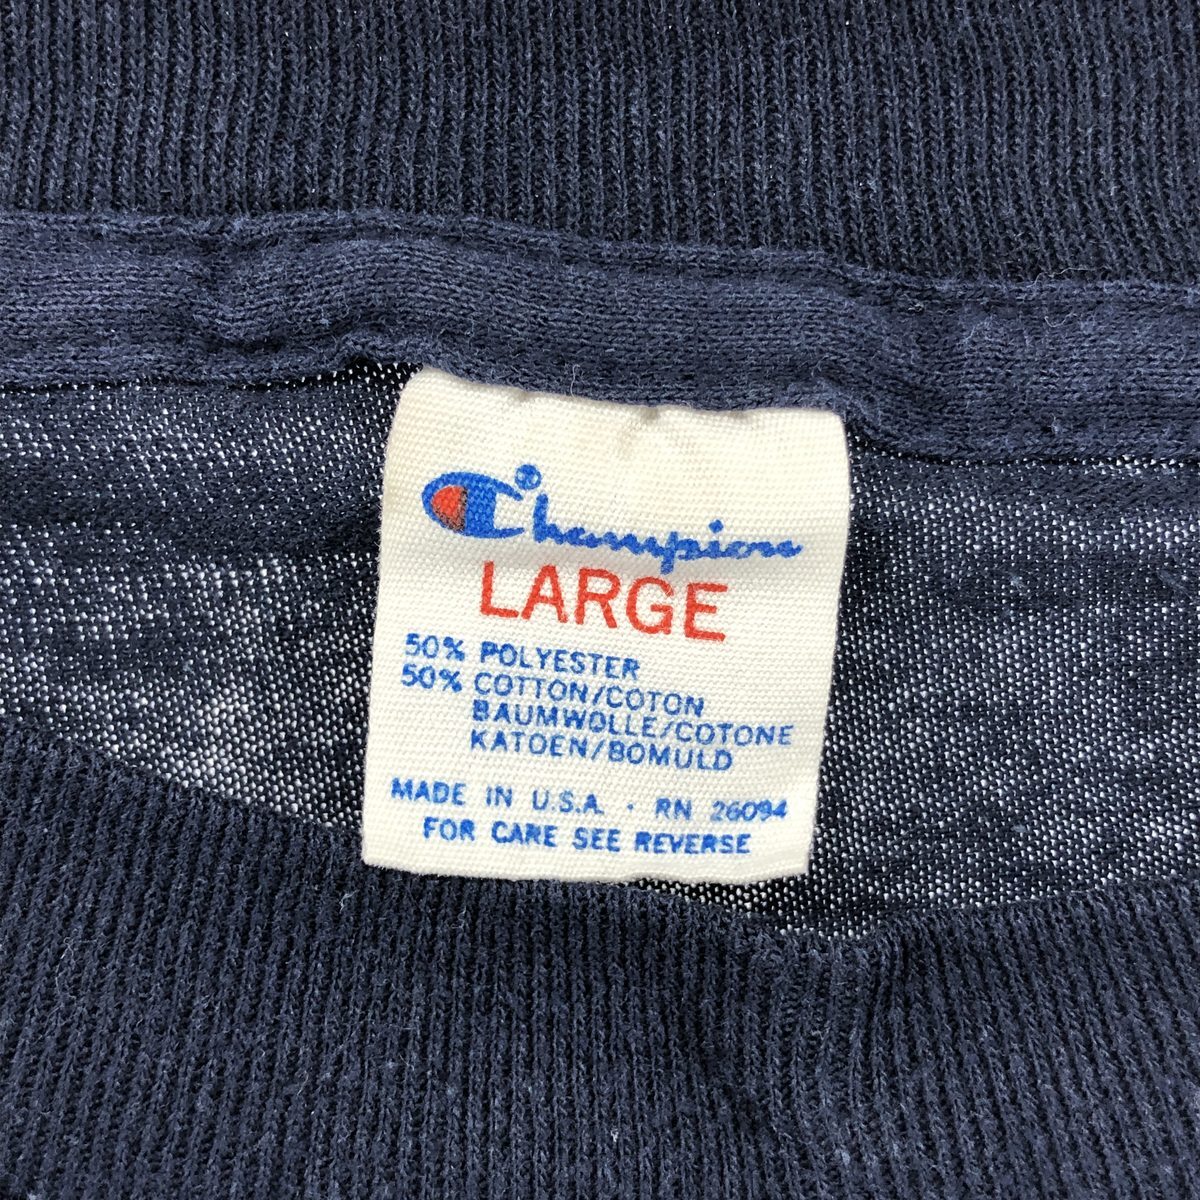 Champion®
LARGE
50% POLYESTER
50% COTTON/COTON
BAUMWOLLE/COTONE
KATOEN/BOMULD
MADE IN U.S.A. · RN 26094
FOR CARE SEE REVERSE